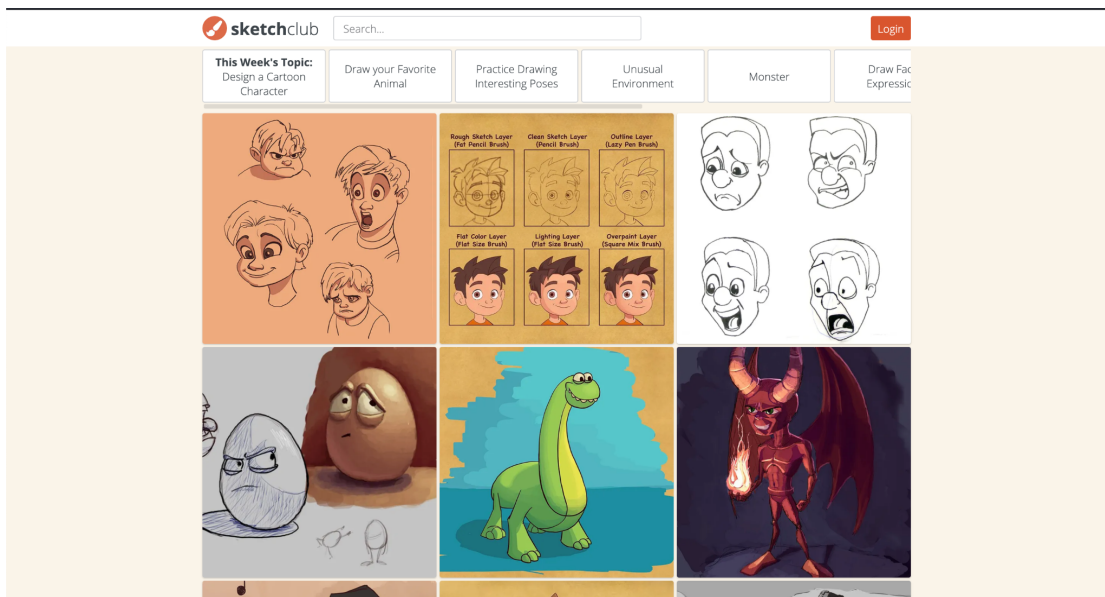 sketchclub
Search...
Login
This Week's Topic:
Design a Cartoon
Character
Draw your Favorite
Animal
Practice Drawing
Interesting Poses
Unusual
Environment
Monster
Draw Fac
Expressic
Rough Sketch Layer
(Fat Pencil Brush)
Clean Sketch Layer
(Pencil Brush)
Outline Layer
(Lazy Pen Brush)
Flat Color Layer
(Flat Size Brush)
Lighting Layer
(Flat Size Brush)
Overpaint Layer
(Square Mix Brush)